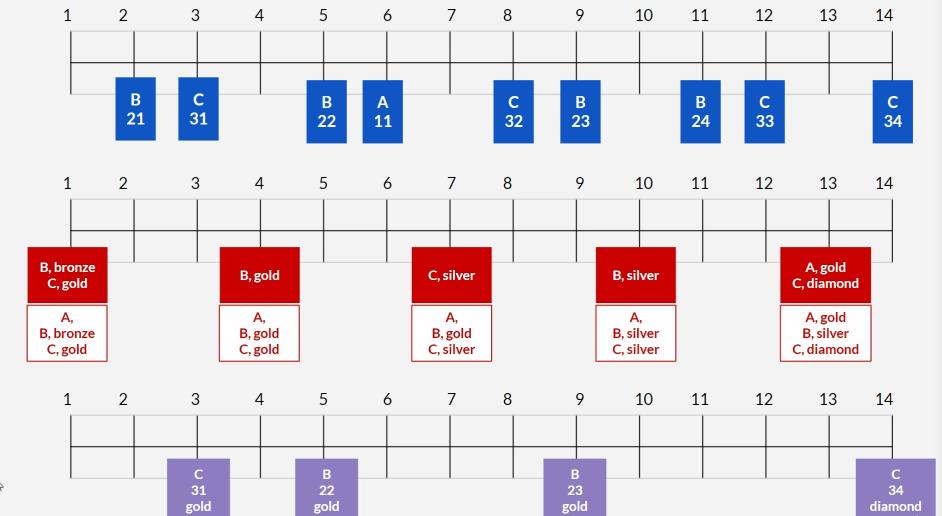 1 2 3 4 5 6 7 8 9 10 11 12 13 14
B
21
C
31
B
22
A
11
C
32
B
23
B
24
C
33
C
34
1 2 3 4 5 6 7 8 9 10 11 12 13 14
B, bronze
C, gold
A,
B, bronze
C, gold
B, gold
A,
B, gold
C, gold
C, silver
A,
B, gold
C, silver
B, silver
A,
B, silver
C, silver
A, gold
C, diamond
A, gold
B, silver
C, diamond
1 2 3 4 5 6 7 8 9 10 11 12 13 14
C
31
gold
B
22
gold
B
23
gold
C
34
diamond